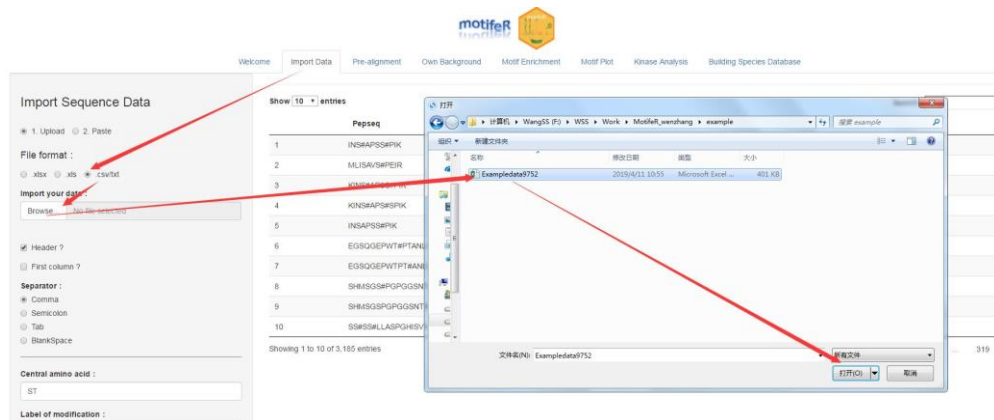 motifeR
Welcome Import Data Pre-alignment Own Background Motif Enrichment Motif Plot Kinase Analysis Building Species Database
Import Sequence Data
1. Upload 2. Paste
File format :
.xlsx .xls .csv/txt
Import your data :
Browse... No file selected
Header ?
First column ?
Separator :
Comma
Semicolon
Tab
BlankSpace
Central amino acid :
ST
Label of modification :
Show 10 entries
Pepseq
1 INS#APSS#PIK
2 MLISAVS#PEIR
3
4 KINS#APS#SPIK
5 INSAPSS#PIK
6 EGSQGEPWT#PTANL
7 EGSQGEPWTPT#ANL
8 SHMSGS#PGPGGSN
9 SHMSGSPGPGGSNT
10 SS#SS#LLASPGHISV
Showing 1 to 10 of 3,185 entries
319
打开
计算机 WangSS (F:) WSS Work MotifeR_wenzhang example
搜索 example
组织 新建文件夹
名称 修改日期 类型 大小
Exampledata9752 2019/4/11 10:55 Microsoft Excel ... 401 KB
文件名(N): Exampledata9752
所有文件
打开(O) 取消